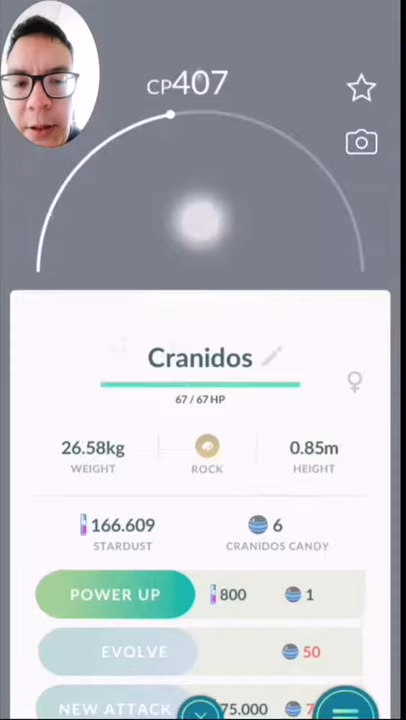 CP407
Cranidos
67 / 67 HP
26.58kg
WEIGHT
ROCK
0.85m
HEIGHT
166.609
STARDUST
6
CRANIDOS CANDY
POWER UP 800 1
EVOLVE 50
NEW ATTACK 75.000 7